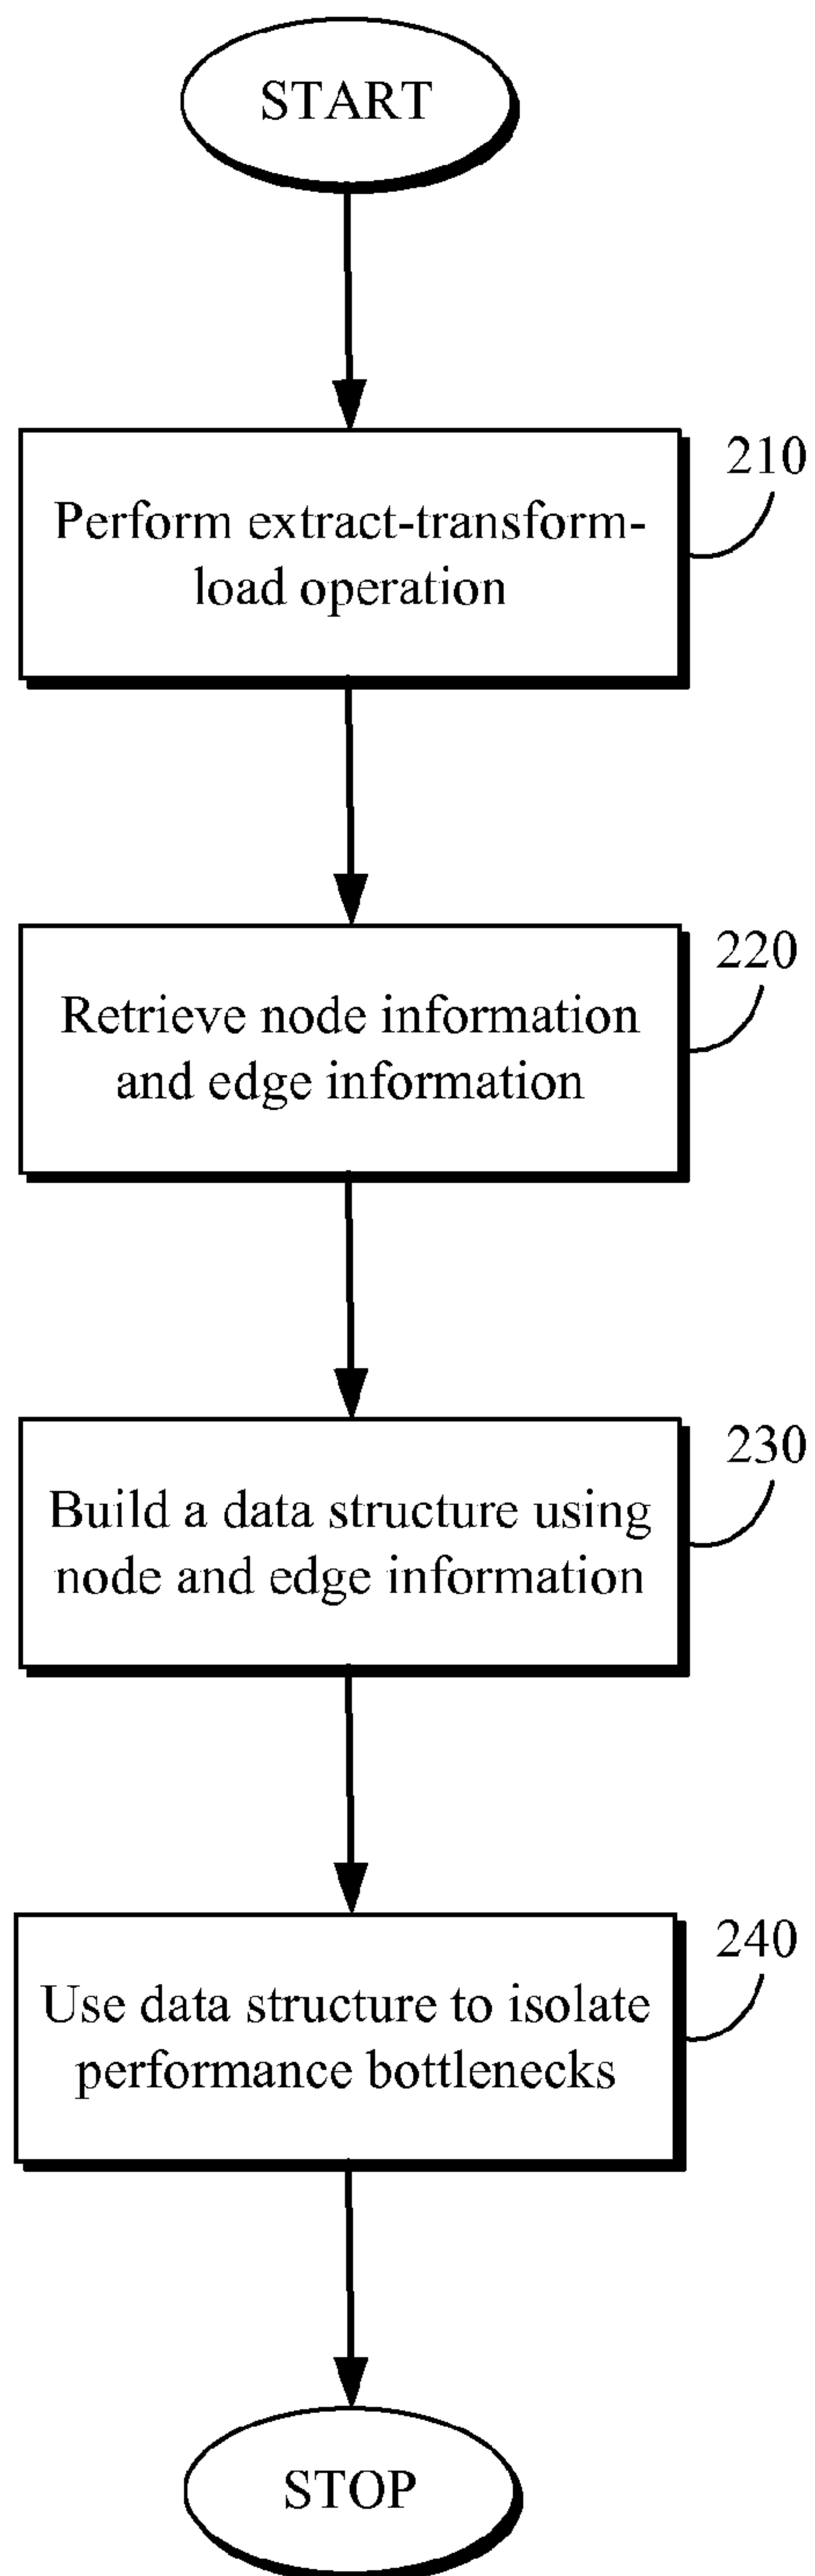 START
210
Perform extract-transform-
load operation
220
Retrieve node information
and edge information
230
Build a data structure using
node and edge information
240
Use data structure to isolate
performance bottlenecks
STOP